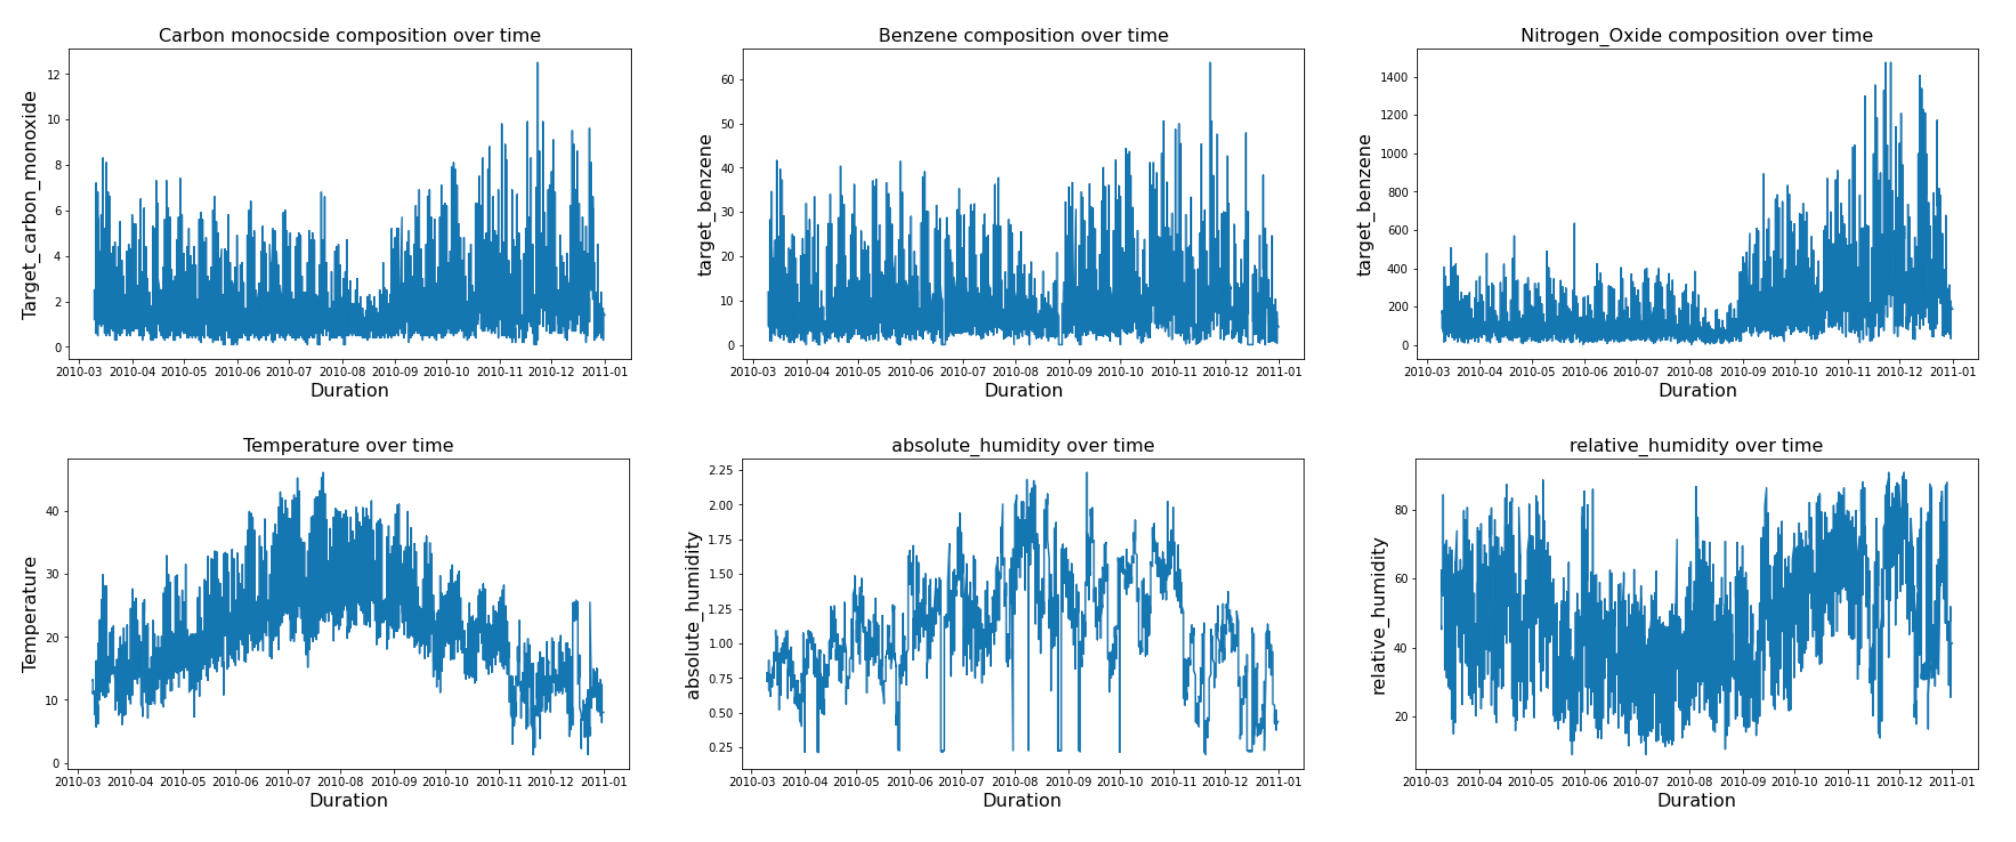 Carbon monocside composition over time
Target_carbon_monoxide
12
10
8
6
4
2
0
2010-03 2010-04 2010-05 2010-06 2010-07 2010-08 2010-09 2010-10 2010-11 2010-12 2011-01
Duration
Benzene composition over time
target_benzene
60
50
40
30
20
10
0
2010-03 2010-04 2010-05 2010-06 2010-07 2010-08 2010-09 2010-10 2010-11 2010-12 2011-01
Duration
Nitrogen_Oxide composition over time
target_benzene
1400
1200
1000
800
600
400
200
0
2010-03 2010-04 2010-05 2010-06 2010-07 2010-08 2010-09 2010-10 2010-11 2010-12 2011-01
Duration
Temperature over time
Temperature
40
30
20
10
0
2010-03 2010-04 2010-05 2010-06 2010-07 2010-08 2010-09 2010-10 2010-11 2010-12 2011-01
Duration
absolute_humidity over time
absolute_humidity
2.25
2.00
1.75
1.50
1.25
1.00
0.75
0.50
0.25
2010-03 2010-04 2010-05 2010-06 2010-07 2010-08 2010-09 2010-10 2010-11 2010-12 2011-01
Duration
relative_humidity over time
relative_humidity
80
60
40
20
2010-03 2010-04 2010-05 2010-06 2010-07 2010-08 2010-09 2010-10 2010-11 2010-12 2011-01
Duration